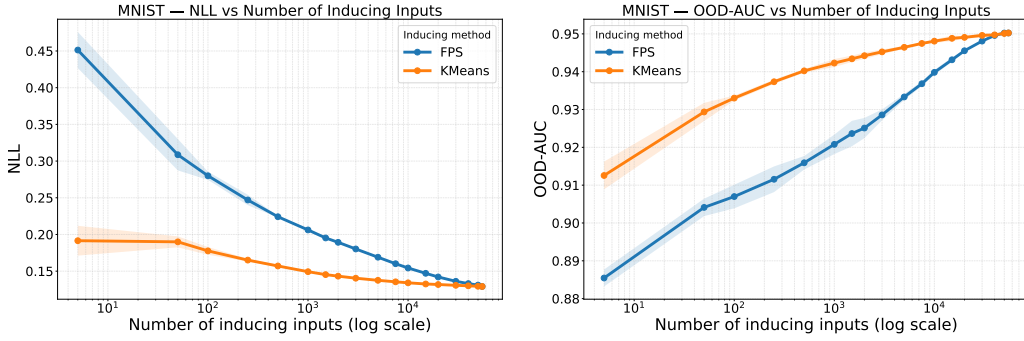 MNIST — NLL vs Number of Inducing Inputs
NLL
0.45
0.40
0.35
0.30
0.25
0.20
0.15
Inducing method
FPS
KMeans
10¹
10²
10³
10⁴
Number of inducing inputs (log scale)
MNIST — OOD-AUC vs Number of Inducing Inputs
OOD-AUC
0.95
0.94
0.93
0.92
0.91
0.90
0.89
0.88
Inducing method
FPS
KMeans
10¹
10²
10³
10⁴
Number of inducing inputs (log scale)